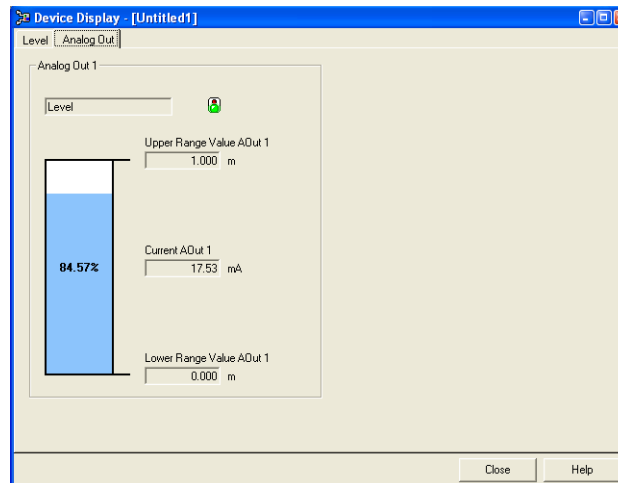 Device Display - [Untitled1]
Level Analog Out
Analog Out 1
Level
Upper Range Value AOut 1
1.000 m
Current AOut 1
84.57% 17.53 mA
Lower Range Value AOut 1
0.000 m
Close Help